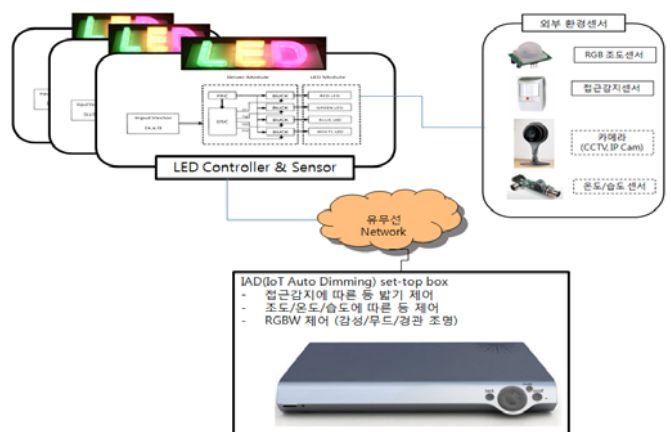 LED
LED
LED
Driver Module
LED Module
PFC
DSC
BUCK
BUCK
BUCK
BUCK
RED LED
GREEN LED
BLUE LED
WHITE LED
LED Controller & Sensor
외부 환경센서
RGB 조도센서
접근감지센서
카메라
(CCTV, IP Cam)
온도/습도 센서
유무선
Network
IAD(IoT Auto Dimming) set-top box
- 접근감지에 따른 등 밝기 제어
- 조도/온도/습도에 따른 등 제어
- RGBW 제어 (감성/무드/경관 조명)